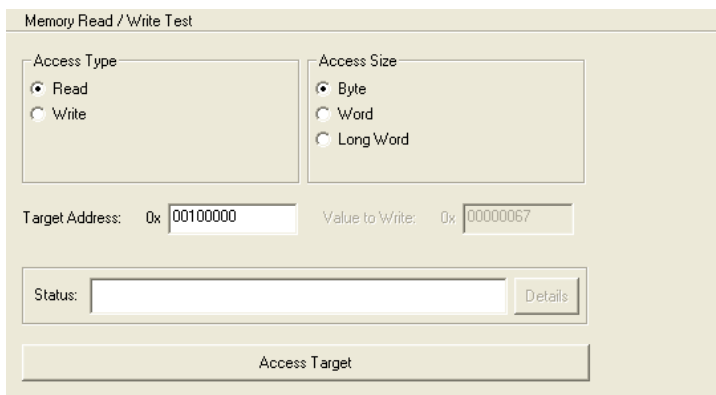 Memory Read / Write Test
Access Type
Read
Write
Access Size
Byte
Word
Long Word
Target Address: 0x 00100000 Value to Write: 0x 00000067
Status: Details
Access Target